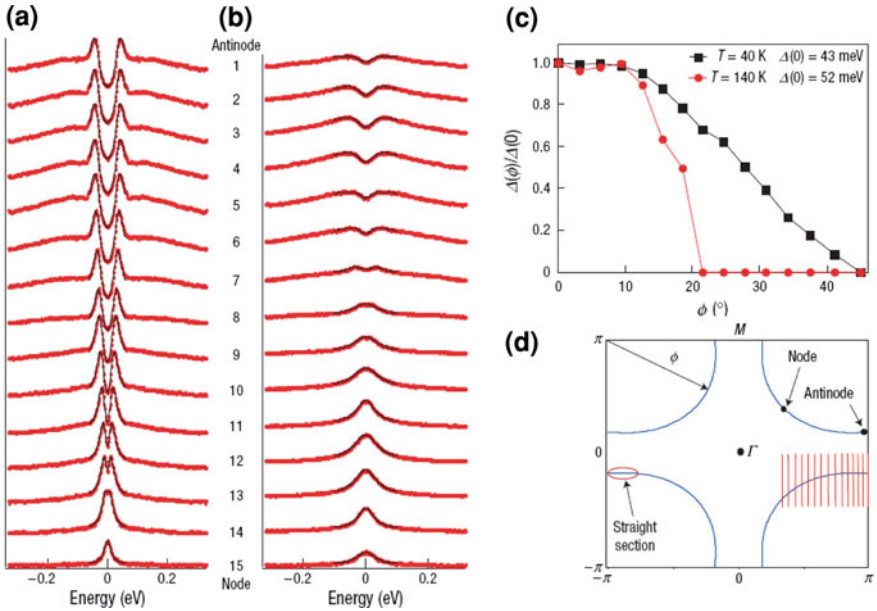 (a)
Antinode
1
2
3
4
5
6
7
8
9
10
11
12
13
14
15
Node
−0.2 0 0.2
Energy (eV)
(b)
−0.2 0 0.2
Energy (eV)
(c)
T = 40 K Δ(0) = 43 meV
T = 140 K Δ(0) = 52 meV
1.0
0.8
0.6
0.4
0.2
0
Δ(ϕ)/Δ(0)
0 10 20 30 40
ϕ (°)
(d)
M
π
ϕ
Node
Antinode
0
Γ
Straight
section
−π
−π 0 π